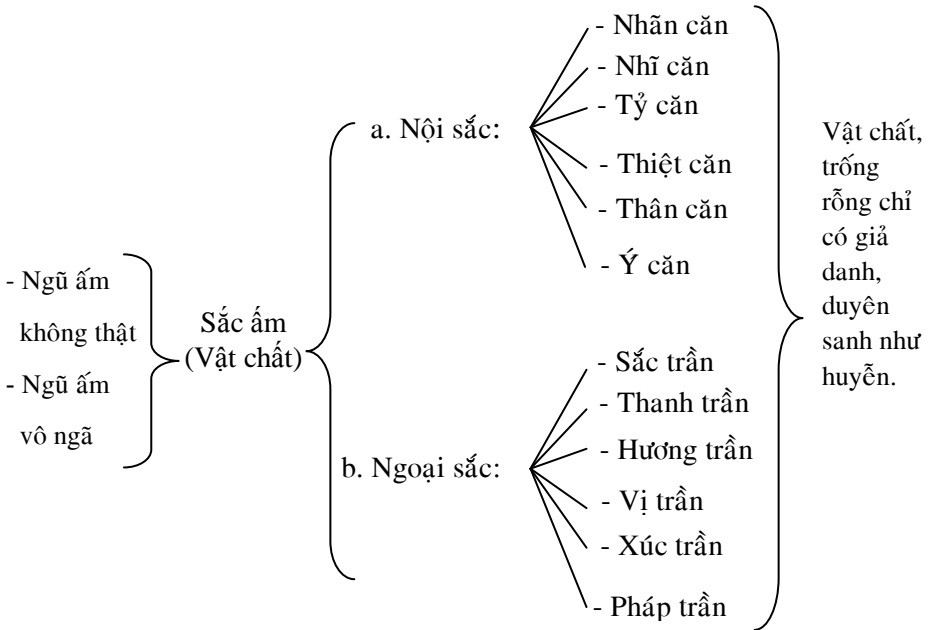 - Ngũ ấm
không thật
- Ngũ ấm
vô ngã
Sắc ấm
(Vật chất)
a. Nội sắc:
- Nhãn căn
- Nhĩ căn
- Tỷ căn
- Thiệt căn
- Thân căn
- Ý căn
b. Ngoại sắc:
- Sắc trần
- Thanh trần
- Hương trần
- Vị trần
- Xúc trần
- Pháp trần
Vật chất,
trống
rỗng chỉ
có giả
danh,
duyên
sanh như
huyễn.